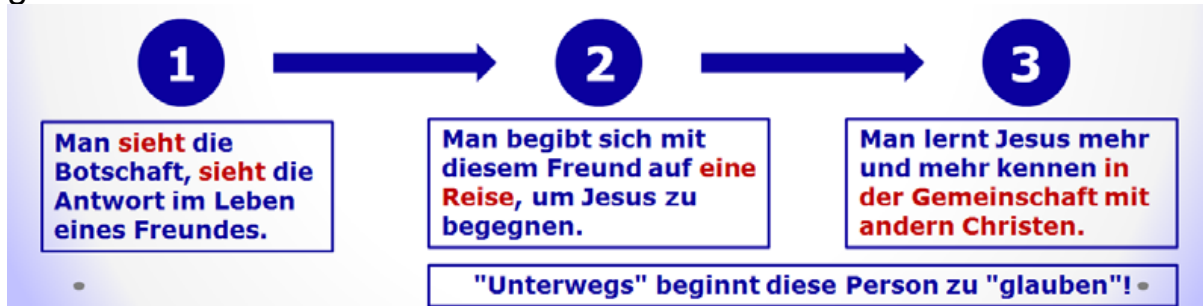 1
2
3
Man sieht die
Botschaft, sieht die
Antwort im Leben
eines Freundes.
Man begibt sich mit
diesem Freund auf eine
Reise, um Jesus zu
begegnen.
Man lernt Jesus mehr
und mehr kennen in
der Gemeinschaft mit
andern Christen.
"Unterwegs" beginnt diese Person zu "glauben"!